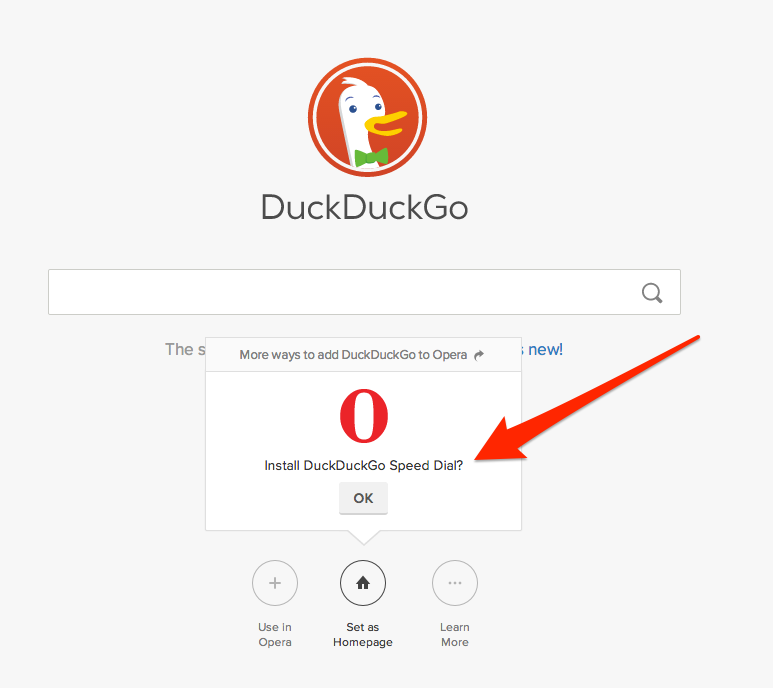 DuckDuckGo
The s
s new!
More ways to add DuckDuckGo to Opera
Install DuckDuckGo Speed Dial?
OK
Use in
Opera
Set as
Homepage
Learn
More